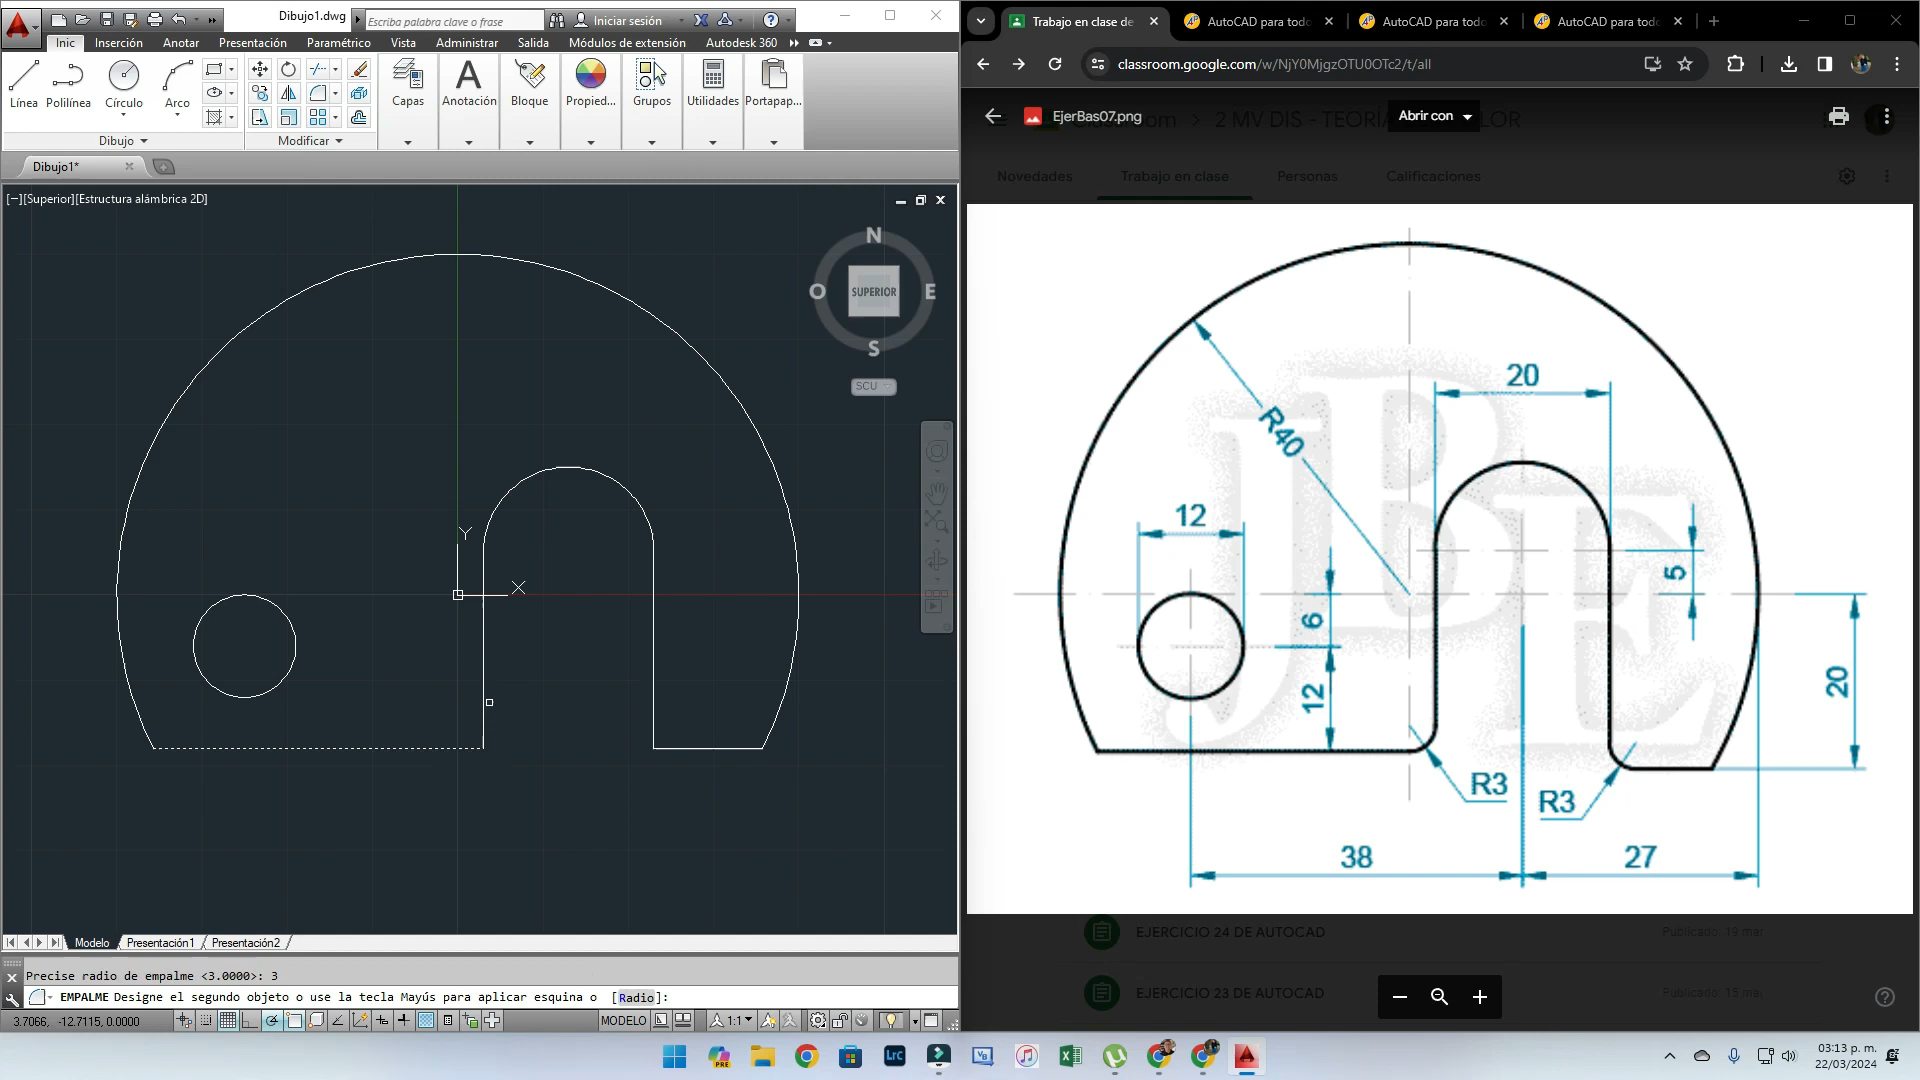 Dibujo1.dwg
Escriba palabra clave o frase
Iniciar sesión
Inic
Inserción
Anotar
Presentación
Paramétrico
Vista
Administrar
Salida
Módulos de extensión
Autodesk 360
Línea
Polilínea
Círculo
Arco
Capas
Anotación
Bloque
Propied...
Grupos
Utilidades
Portapap...
Dibujo
Modificar
Dibujo1*
[−][Superior][Estructura alámbrica 2D]
N
O
SUPERIOR
E
S
SCU
Y
X
Modelo
Presentación1
Presentación2
Precise radio de empalme <3.0000>: 3
EMPALME Designe el segundo objeto o use la tecla Mayús para aplicar esquina o [Radio]:
3.7066, -12.7115, 0.0000
MODELO
1:1
Trabajo en clase de
AutoCAD para todo
AutoCAD para todo
AutoCAD para todo
classroom.google.com/w/NjY0MjgzOTU0OTc2/t/all
EjerBas07.png
Abrir con
2 MV DIS - TEORÍA
Novedades
Trabajo en clase
Personas
Calificaciones
20
R40
12
5
6
12
20
R3
R3
38
27
JBE
EJERCICIO 24 DE AUTOCAD
Publicado: 19 mar
EJERCICIO 23 DE AUTOCAD
Publicado: 15 mar
PRE
Lrc
03:13 p. m.
22/03/2024